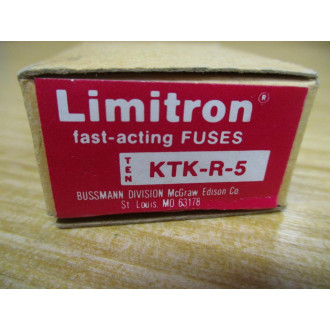 Limitron®
fast-acting FUSES
TEN KTK-R-5
BUSSMANN DIVISION McGraw Edison Co
St Louis, MO 63178